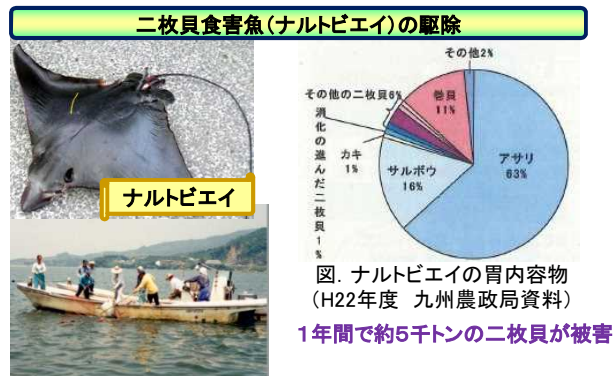 二枚貝食害魚（ナルトビエイ）の駆除
ナルトビエイ
その他2%
その他の二枚貝6%
巻貝
11%
消化の進んだ二枚貝1%
カキ
1%
サルボウ
16%
アサリ
63%
図．ナルトビエイの胃内容物
（H22年度　九州農政局資料）
1年間で約5千トンの二枚貝が被害